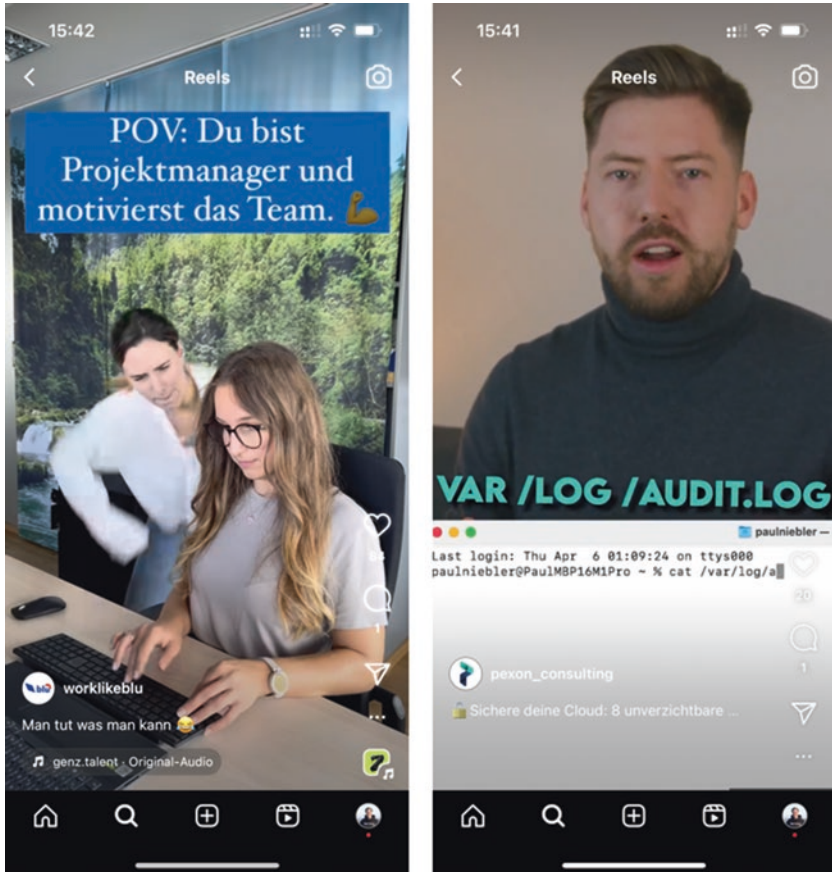 15:42
Reels
POV: Du bist
Projektmanager und
motivierst das Team. 💪
84
1
worklikeblu
Man tut was man kann 😂
genz.talent · Original-Audio
15:41
Reels
VAR /LOG /AUDIT.LOG
paulniebler —
Last login: Thu Apr 6 01:09:24 on ttys000
paulniebler@PaulMBP16M1Pro ~ % cat /var/log/a
20
1
pexon_consulting
🔒 Sichere deine Cloud: 8 unverzichtbare ...